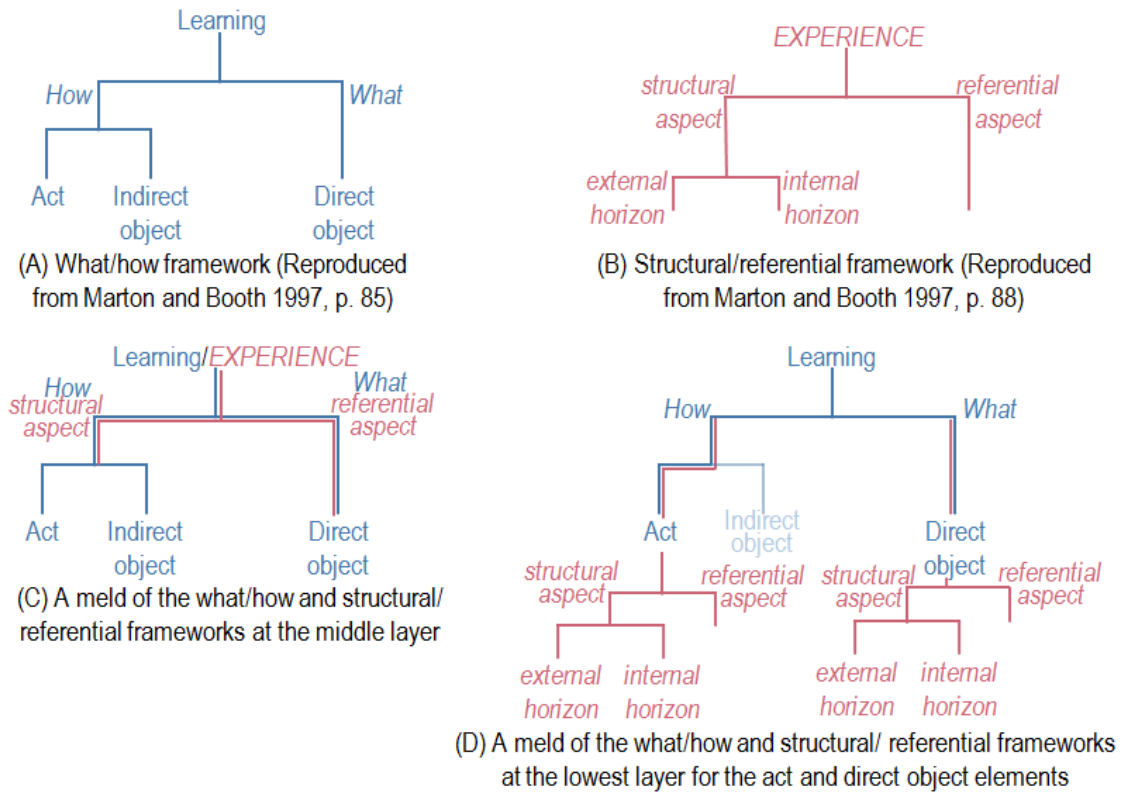 Learning
How
What
Act
Indirect
object
Direct
object
(A) What/how framework (Reproduced
from Marton and Booth 1997, p. 85)
EXPERIENCE
structural
aspect
referential
aspect
external
horizon
internal
horizon
(B) Structural/referential framework (Reproduced
from Marton and Booth 1997, p. 88)
Learning/EXPERIENCE
How
structural
aspect
What
referential
aspect
Act
Indirect
object
Direct
object
(C) A meld of the what/how and structural/
referential frameworks at the middle layer
Learning
How
What
Act
Indirect
object
Direct
object
structural
aspect
referential
aspect
structural
aspect
referential
aspect
external
horizon
internal
horizon
external
horizon
internal
horizon
(D) A meld of the what/how and structural/ referential frameworks
at the lowest layer for the act and direct object elements